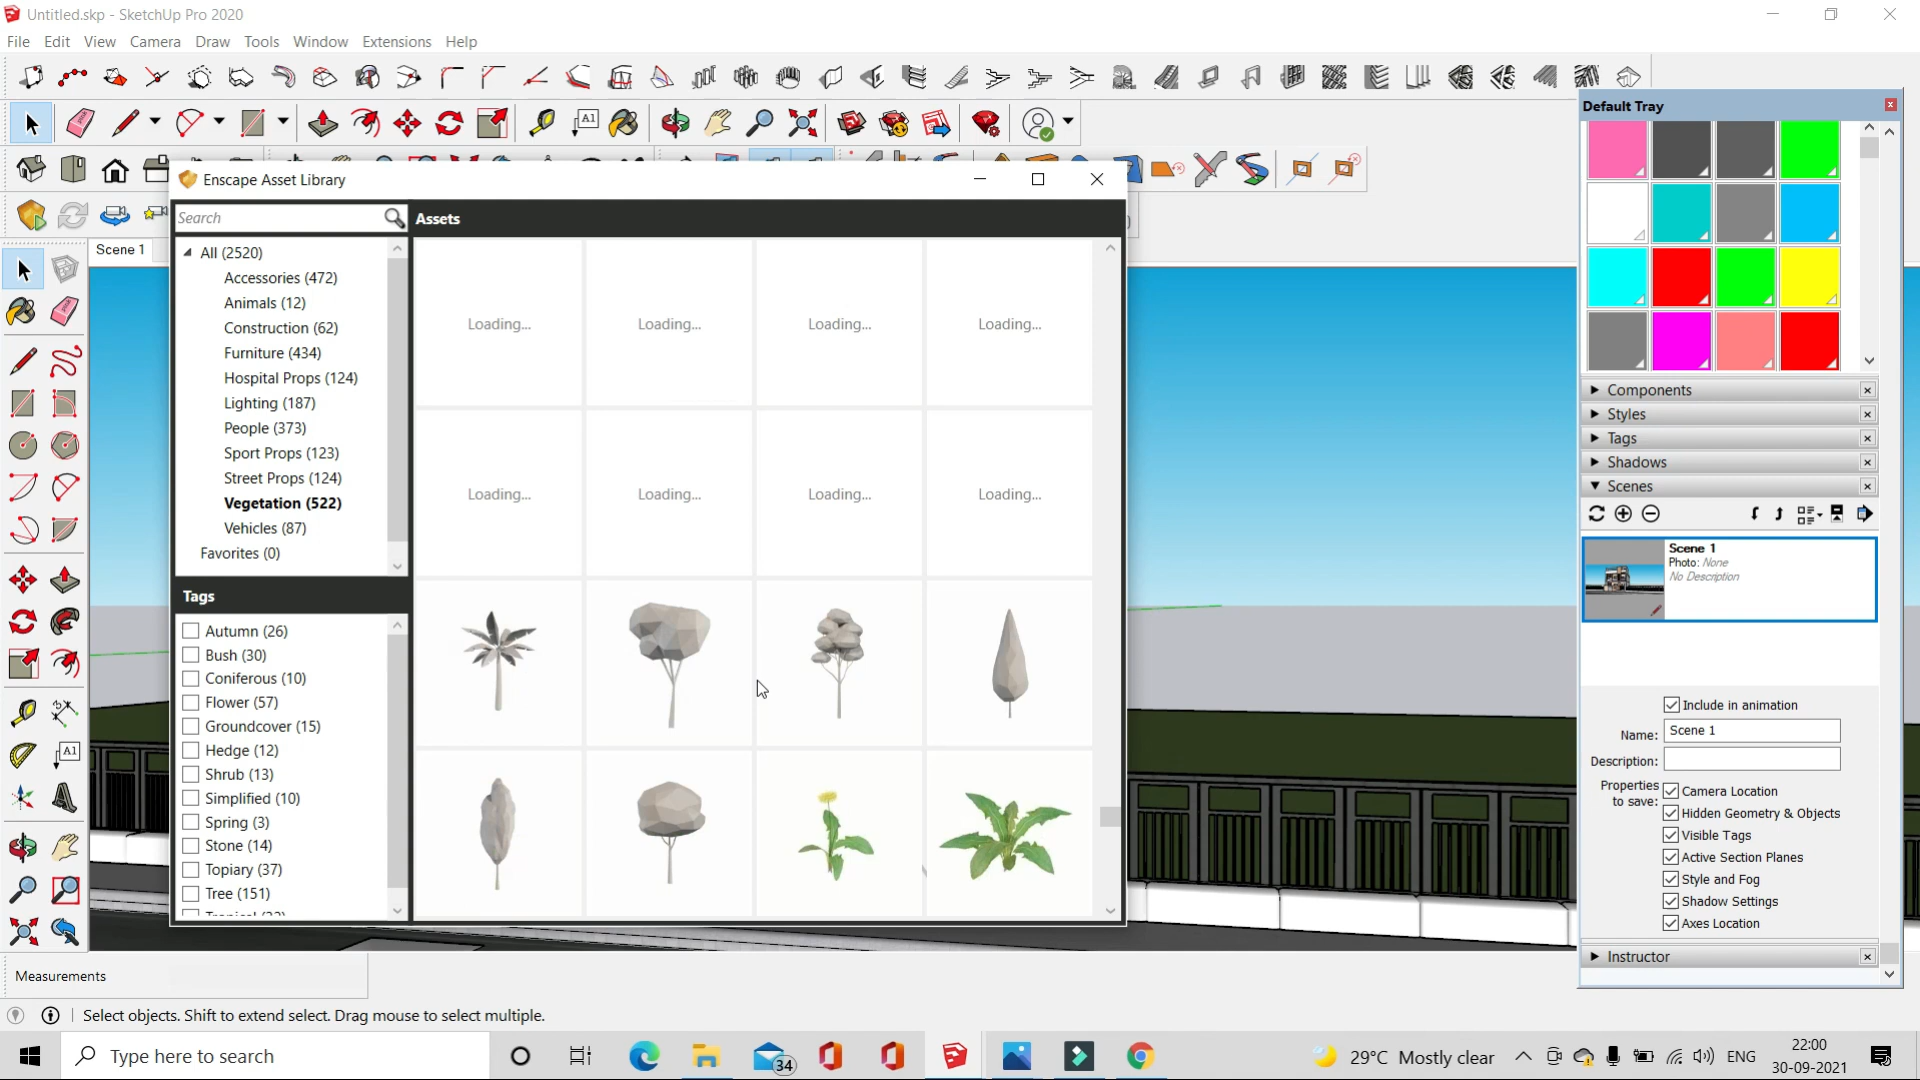 Untitled.skp - SketchUp Pro 2020
File Edit View Camera Draw Tools Window Extensions Help
Default Tray
Enscape Asset Library
Search
Assets
Scene 1
All (2520)
Accessories (472)
Animals (12)
Construction (62)
Furniture (434)
Hospital Props (124)
Lighting (187)
People (373)
Sport Props (123)
Street Props (124)
Vegetation (522)
Vehicles (87)
Favorites (0)
Loading... Loading... Loading... Loading...
Loading... Loading... Loading... Loading...
Tags
Autumn (26)
Bush (30)
Coniferous (10)
Flower (57)
Groundcover (15)
Hedge (12)
Shrub (13)
Simplified (10)
Spring (3)
Stone (14)
Topiary (37)
Tree (151)
Components
Styles
Tags
Shadows
Scenes
Scene 1
Photo: None
No Description
Include in animation
Name: Scene 1
Description:
Properties to save:
Camera Location
Hidden Geometry & Objects
Visible Tags
Active Section Planes
Style and Fog
Shadow Settings
Axes Location
Instructor
Measurements
Select objects. Shift to extend select. Drag mouse to select multiple.
Type here to search
34
29°C Mostly clear
ENG
22:00
30-09-2021